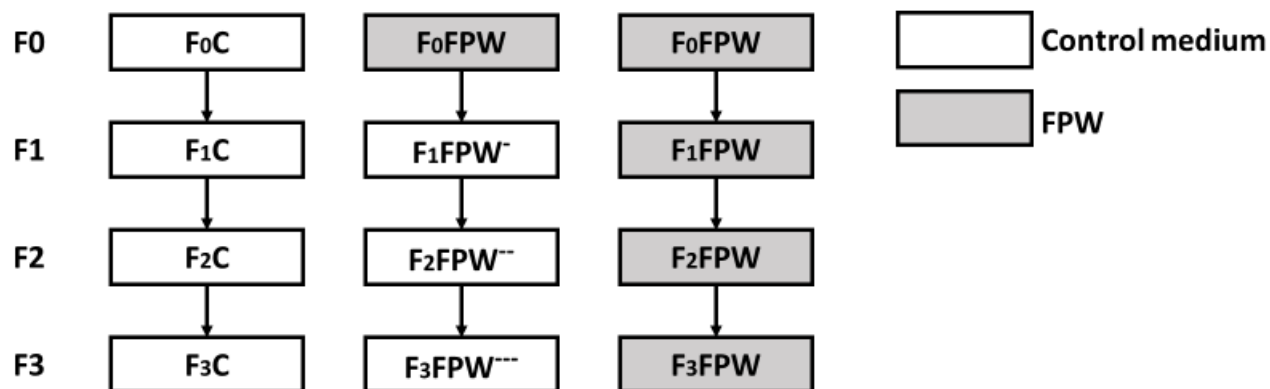 F0 F₀C F₀FPW F₀FPW Control medium
FPW
F1 F₁C F₁FPW⁻ F₁FPW
F2 F₂C F₂FPW⁻⁻ F₂FPW
F3 F₃C F₃FPW⁻⁻⁻ F₃FPW